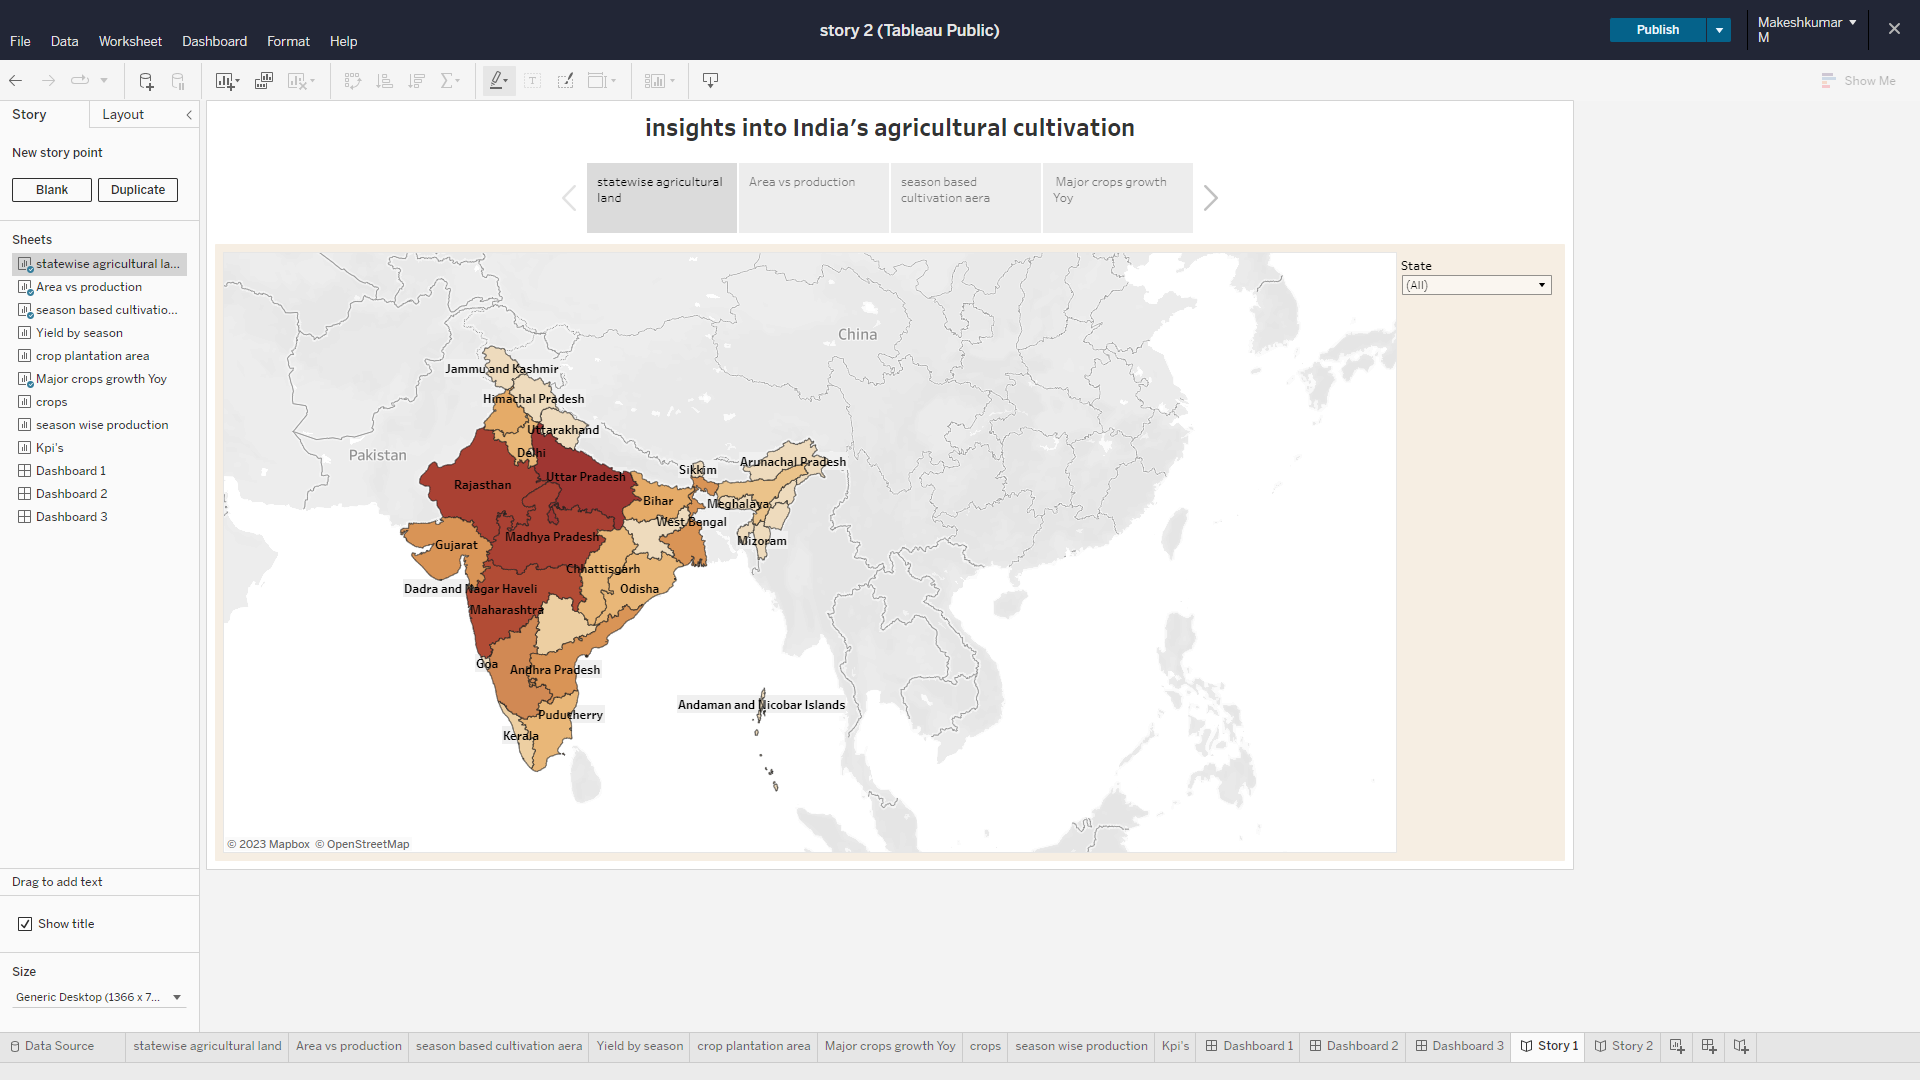 story 2 (Tableau Public)
Publish
Makeshkumar
M
File Data Worksheet Dashboard Format Help
Show Me
Story Layout
New story point
Blank Duplicate
Sheets
statewise agricultural la...
Area vs production
season based cultivatio...
Yield by season
crop plantation area
Major crops growth Yoy
crops
season wise production
Kpi's
Dashboard 1
Dashboard 2
Dashboard 3
Drag to add text
Show title
Size
Generic Desktop (1366 x 7...
insights into India's agricultural cultivation
statewise agricultural
land
Area vs production
season based
cultivation aera
Major crops growth
Yoy
State
(All)
China
Pakistan
Jammu and Kashmir
Himachal Pradesh
Uttarakhand
Delhi
Arunachal Pradesh
Sikkim
Uttar Pradesh
Rajasthan
Bihar
Meghalaya
West Bengal
Madhya Pradesh
Mizoram
Gujarat
Chhattisgarh
Dadra and Nagar Haveli
Odisha
Maharashtra
Goa
Andhra Pradesh
Andaman and Nicobar Islands
Puducherry
Kerala
© 2023 Mapbox © OpenStreetMap
Data Source statewise agricultural land Area vs production season based cultivation aera Yield by season crop plantation area Major crops growth Yoy crops season wise production Kpi's Dashboard 1 Dashboard 2 Dashboard 3 Story 1 Story 2